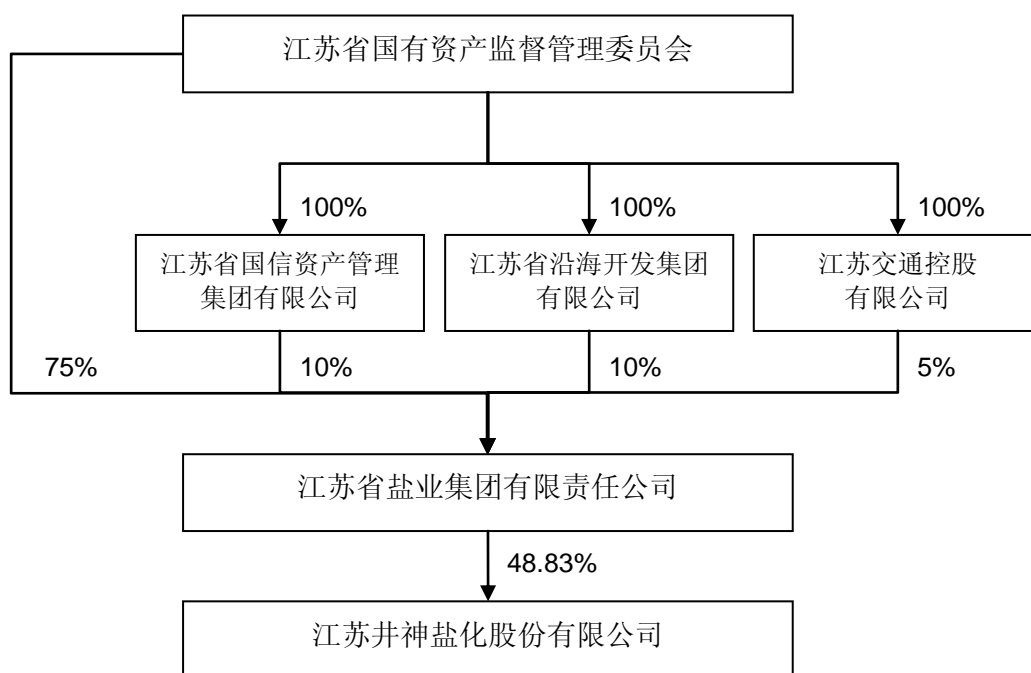 江苏省国有资产监督管理委员会
100%
100%
100%
江苏省国信资产管理
集团有限公司
江苏省沿海开发集团
有限公司
江苏交通控股
有限公司
75%
10%
10%
5%
江苏省盐业集团有限责任公司
48.83%
江苏井神盐化股份有限公司